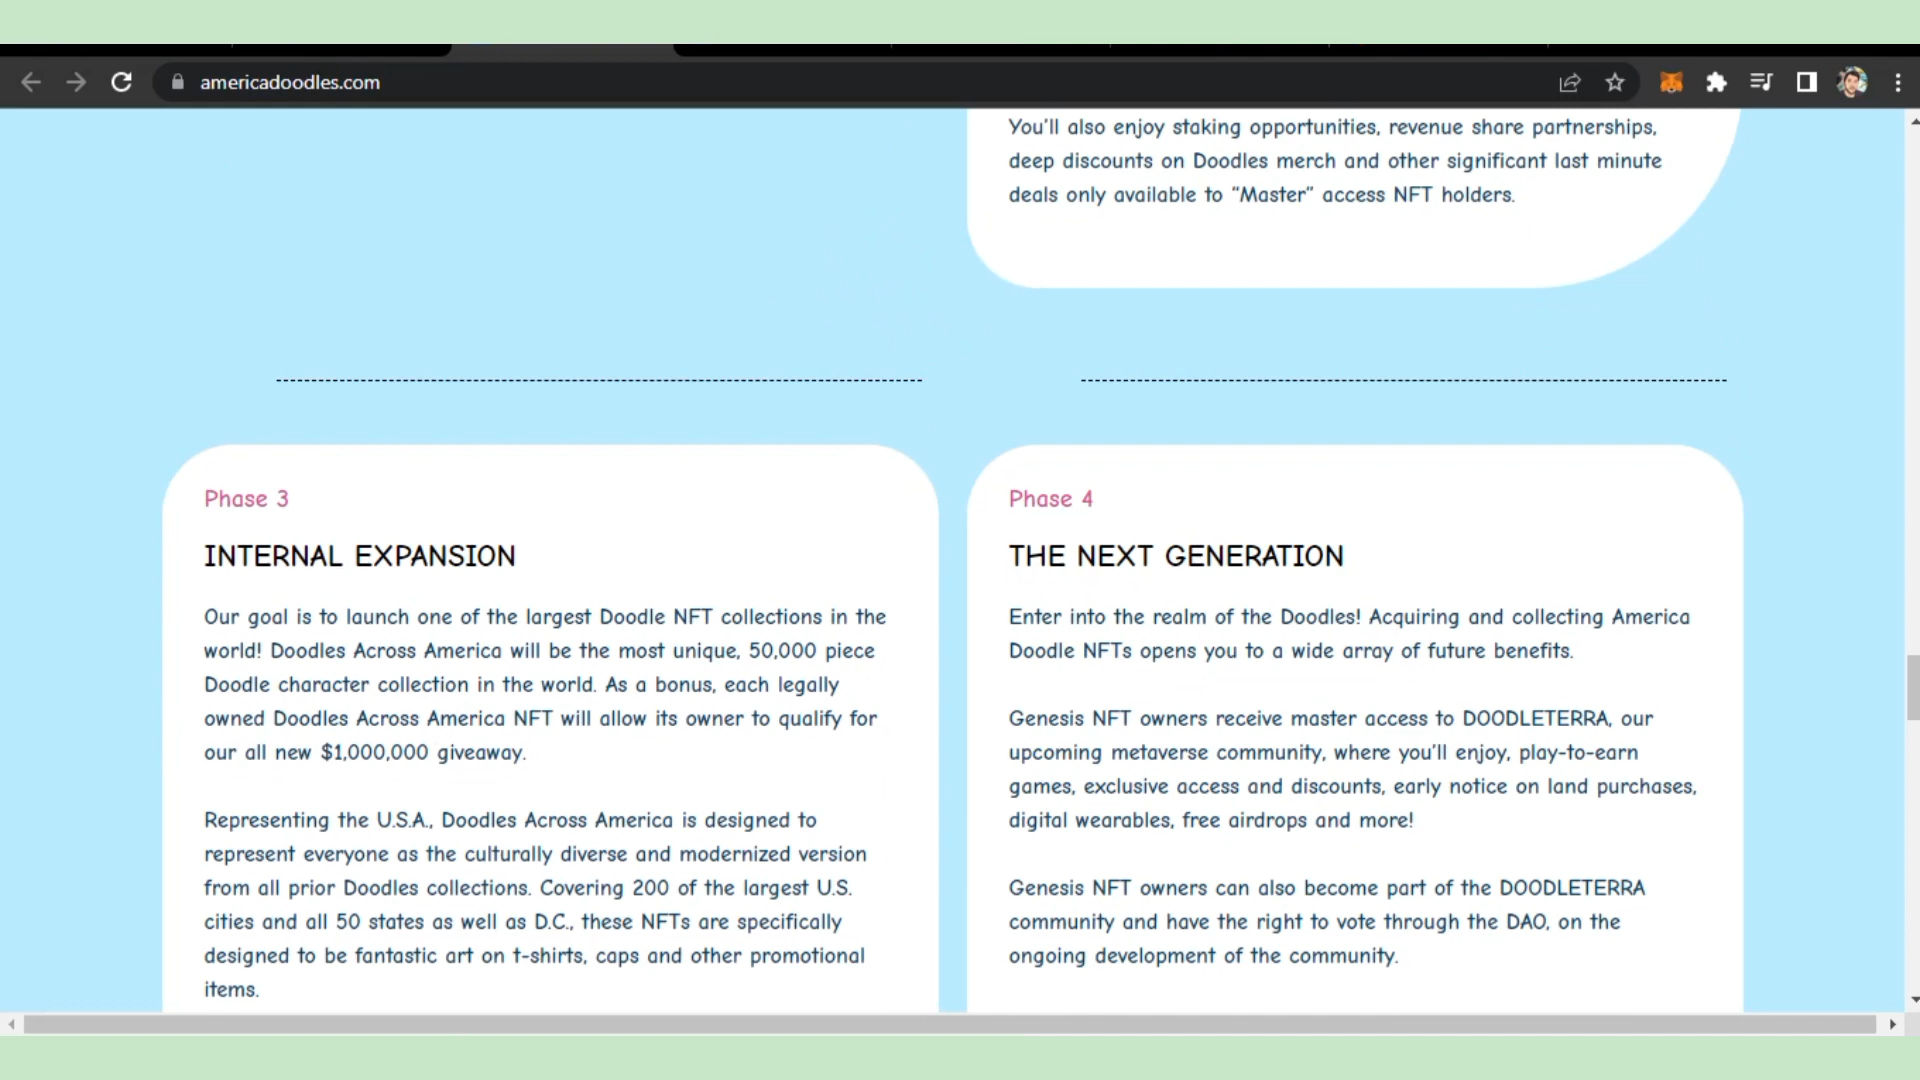 americadoodles.com
You'll also enjoy staking opportunities, revenue share partnerships,
deep discounts on Doodles merch and other significant last minute
deals only available to “Master” access NFT holders.
Phase 3
INTERNAL EXPANSION
Our goal is to launch one of the largest Doodle NFT collections in the
world! Doodles Across America will be the most unique, 50,000 piece
Doodle character collection in the world. As a bonus, each legally
owned Doodles Across America NFT will allow its owner to qualify for
our all new $1,000,000 giveaway.
Representing the U.S.A., Doodles Across America is designed to
represent everyone as the culturally diverse and modernized version
from all prior Doodles collections. Covering 200 of the largest U.S.
cities and all 50 states as well as D.C., these NFTs are specifically
designed to be fantastic art on t-shirts, caps and other promotional
items.
Phase 4
THE NEXT GENERATION
Enter into the realm of the Doodles! Acquiring and collecting America
Doodle NFTs opens you to a wide array of future benefits.
Genesis NFT owners receive master access to DOODLETERRA, our
upcoming metaverse community, where you'll enjoy, play-to-earn
games, exclusive access and discounts, early notice on land purchases,
digital wearables, free airdrops and more!
Genesis NFT owners can also become part of the DOODLETERRA
community and have the right to vote through the DAO, on the
ongoing development of the community.